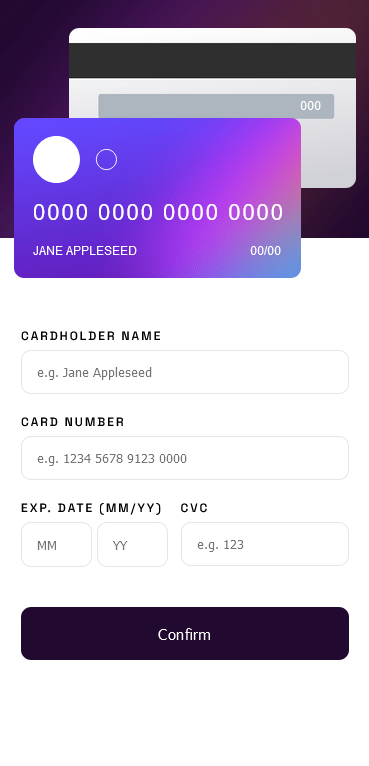 000
0000 0000 0000 0000
JANE APPLESEED 00/00
CARDHOLDER NAME
e.g. Jane Appleseed
CARD NUMBER
e.g. 1234 5678 9123 0000
EXP. DATE (MM/YY) CVC
MM YY e.g. 123
Confirm